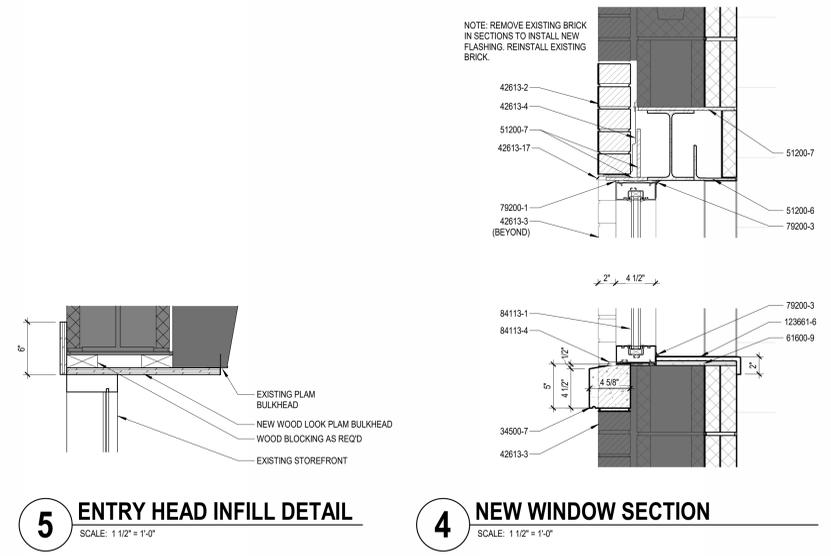 NOTE: REMOVE EXISTING BRICK
IN SECTIONS TO INSTALL NEW
FLASHING. REINSTALL EXISTING
BRICK.
42613-2
42613-4
51200-7
42613-17
51200-7
79200-1
42613-3
(BEYOND)
51200-6
79200-3
2"
4 1/2"
84113-1
84113-4
79200-3
123661-6
61600-9
1/2"
5"
4 1/2"
4 5/8"
2"
34500-7
42613-3
6"
EXISTING PLAM
BULKHEAD
NEW WOOD LOOK PLAM BULKHEAD
WOOD BLOCKING AS REQ'D
EXISTING STOREFRONT
5
ENTRY HEAD INFILL DETAIL
SCALE: 1 1/2" = 1'-0"
4
NEW WINDOW SECTION
SCALE: 1 1/2" = 1'-0"